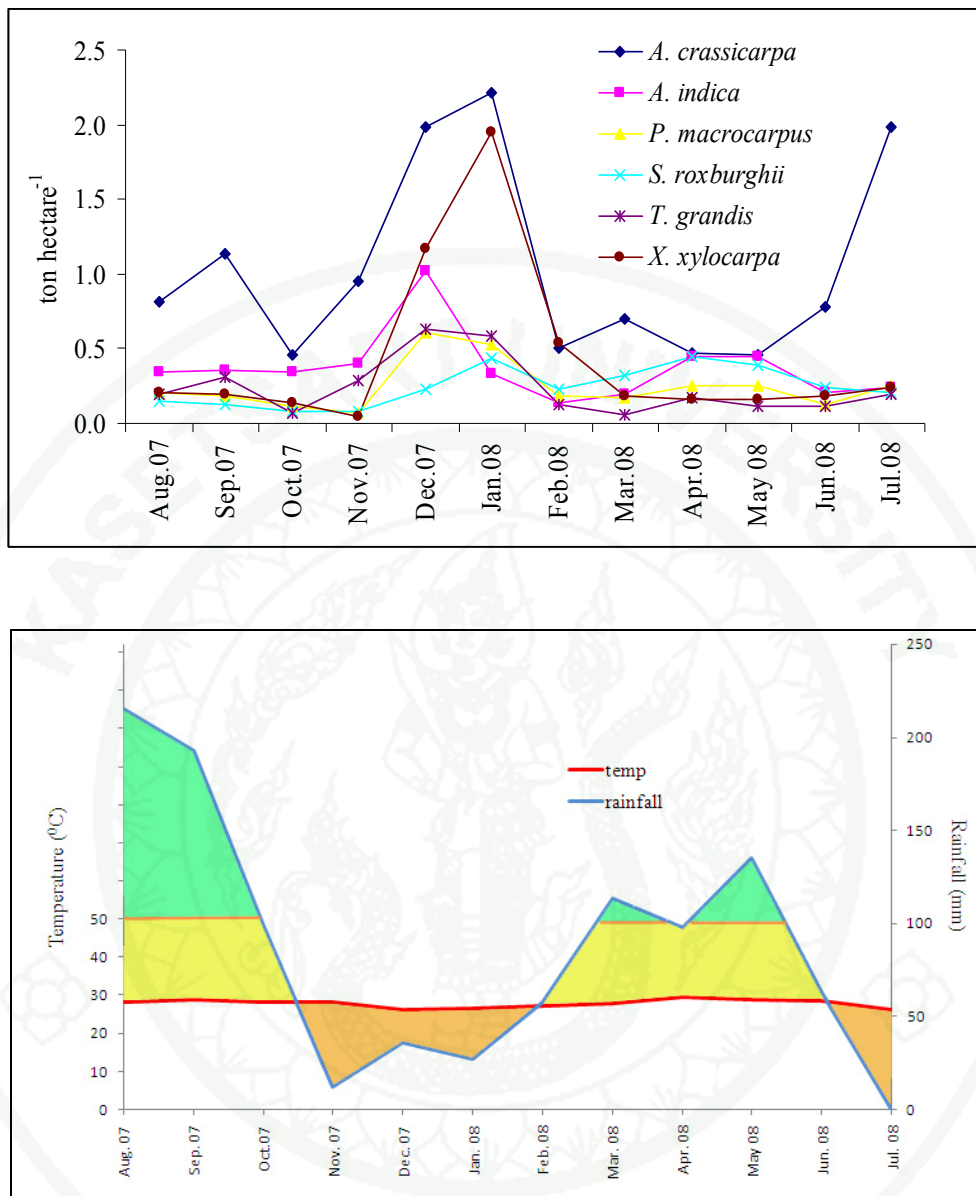 ton hectare-1
2.5
2.0
1.5
1.0
0.5
0.0
A. crassicarpa
A. indica
P. macrocarpus
S. roxburghii
T. grandis
X. xylocarpa
Aug.07
Sep.07
Oct.07
Nov.07
Dec.07
Jan.08
Feb.08
Mar.08
Apr.08
May 08
Jun.08
Jul.08
Temperature (⁰C)
50
40
30
20
10
0
temp
rainfall
Rainfall (mm)
250
200
150
100
50
0
Aug.07
Sep. 07
Oct.07
Nov. 07
Dec. 07
Jan. 08
Feb. 08
Mar. 08
Apr. 08
May 08
Jun. 08
Jul. 08